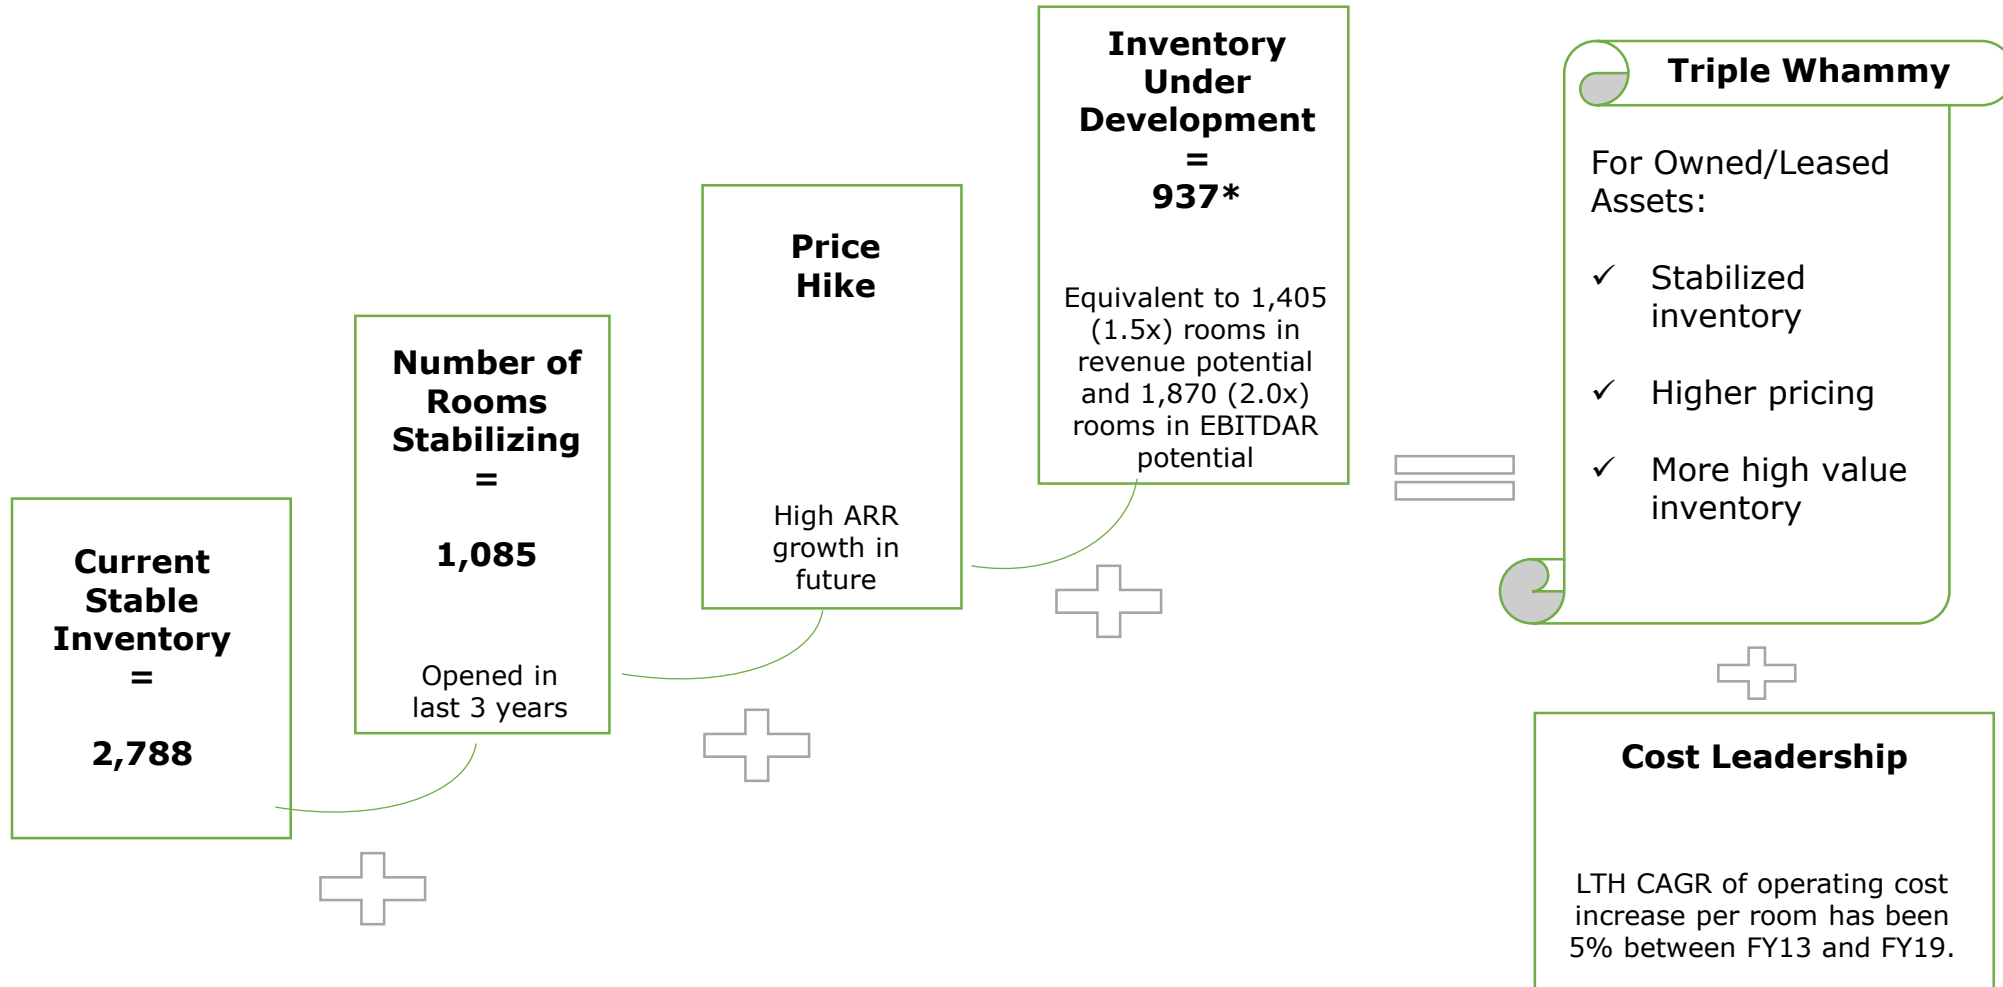 Current
Stable
Inventory
=
2,788
Number of
Rooms
Stabilizing
=
1,085
Opened in
last 3 years
Price
Hike
High ARR
growth in
future
Inventory
Under
Development
=
937*
Equivalent to 1,405
(1.5x) rooms in
revenue potential
and 1,870 (2.0x)
rooms in EBITDAR
potential
Triple Whammy
For Owned/Leased
Assets:
✓ Stabilized
inventory
✓ Higher pricing
✓ More high value
inventory
Cost Leadership
LTH CAGR of operating cost
increase per room has been
5% between FY13 and FY19.